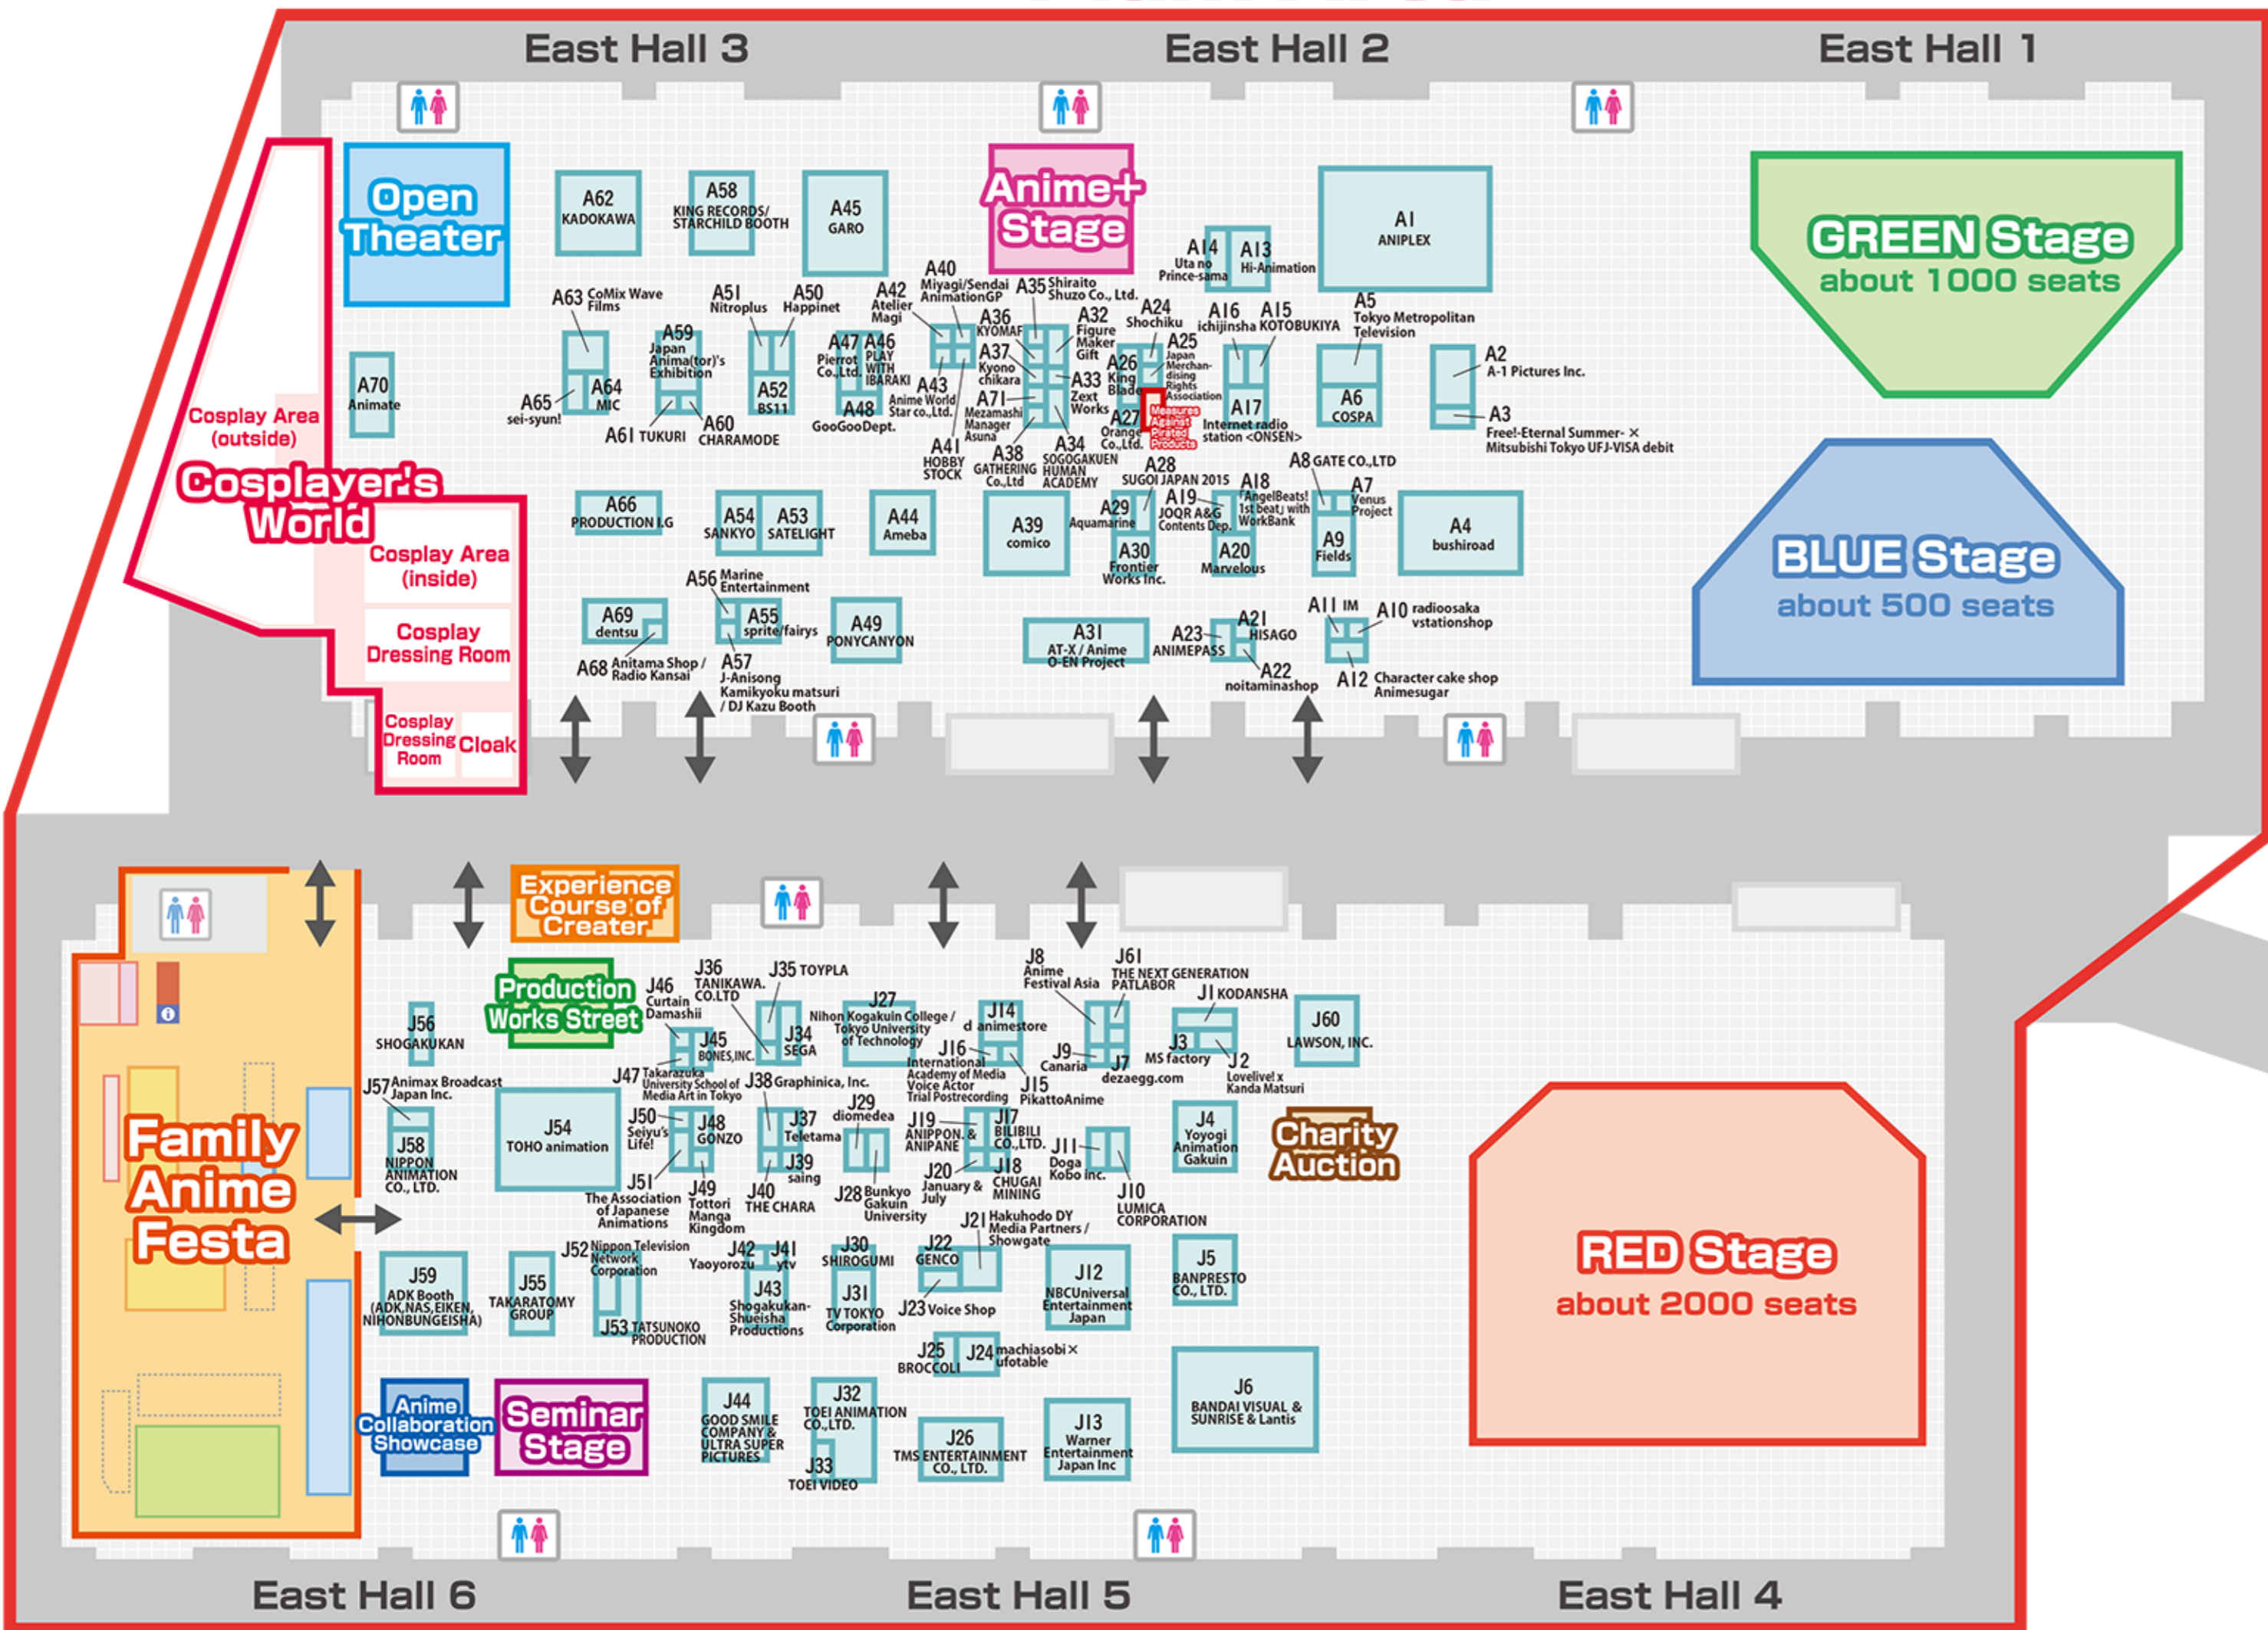 East Hall 3
East Hall 2
East Hall 1
Open
Theater
A62
KADOKAWA
A58
KING RECORDS/
STARCHILD BOOTH
A45
GARO
Anime+
Stage
A14
Uta no
Prince-sama
A13
Hi-Animation
A1
ANIPLEX
GREEN Stage
about 1000 seats
A63 CoMix Wave
Films
A51
Nitroplus
A50
Happinet
A42
Atelier
Magi
A40
Miyagi/Sendai
AnimationGP
A35 Shiraito
Shuzo Co., Ltd.
A36
KYOMAF
A32
Figure
Maker
Gift
A24
Shochiku
A16
ichijinsha
A15
KOTOBUKIYA
A5
Tokyo Metropolitan
Television
A70
Animate
A65
sei-syun!
A64
MIC
A59
Japan
Anima(tor)'s
Exhibition
A61 TUKURI
A60
CHARAMODE
A52
BS11
A47
Pierrot
Co.,Ltd.
A46
PLAY
WITH
IBARAKI
A48
GooGooDept.
A43
Anime World
Star co.,Ltd.
A41
HOBBY
STOCK
A37
Kyono
chikara
A71
Mezamashi
Manager
Asuna
A38
GATHERING
Co.,Ltd
A33
Zext
Works
A34
SOGOGAKUEN
HUMAN
ACADEMY
A26
King
Blade
A25
Japan
Merchan-
dising
Rights
Association
A27
Orange
Co.,Ltd.
Measures
Against
Pirated
Products
A17
Internet radio
station <ONSEN>
A6
COSPA
A2
A-1 Pictures Inc.
A3
Free!-Eternal Summer- ×
Mitsubishi Tokyo UFJ-VISA debit
Cosplay Area
(outside)
Cosplayer's
World
Cosplay Area
(inside)
Cosplay
Dressing Room
Cosplay
Dressing
Room
Cloak
A66
PRODUCTION I.G
A54
SANKYO
A53
SATELIGHT
A44
Ameba
A39
comico
A28
SUGOI JAPAN 2015
A29
Aquamarine
A30
Frontier
Works Inc.
A19
JOQR A&G
Contents Dep.
A18
「AngelBeats!
1st beat」 with
WorkBank
A20
Marvelous
A8 GATE CO.,LTD
A7
Venus
Project
A9
Fields
A4
bushiroad
BLUE Stage
about 500 seats
A69
dentsu
A68 Anitama Shop /
Radio Kansai
A56 Marine
Entertainment
A55
sprite/fairys
A57
J-Anisong
Kamikyoku matsuri
/ DJ Kazu Booth
A49
PONYCANYON
A31
AT-X / Anime
O-EN Project
A23
ANIMEPASS
A21
HISAGO
A22
noitaminashop
A11 IM
A10 radioosaka
vstationshop
A12 Character cake shop
Animesugar
Experience
Course of
Creater
Production
Works Street
Family
Anime
Festa
J56
SHOGAKUKAN
J46
Curtain
Damashii
J36
TANIKAWA.
CO.LTD
J35 TOYPLA
J45
BONES,INC.
J34
SEGA
J27
Nihon Kogakuin College /
Tokyo University
of Technology
J14
d animestore
J16
International
Academy of Media
Voice Actor
Trial Postrecording
J15
PikattoAnime
J8
Anime
Festival Asia
J61
THE NEXT GENERATION
PATLABOR
J9
Canaria
J7
dezaegg.com
J1 KODANSHA
J3
MS factory
J2
Lovelive! x
Kanda Matsuri
J60
LAWSON, INC.
J57 Animax Broadcast
Japan Inc.
J58
NIPPON
ANIMATION
CO., LTD.
J54
TOHO animation
J47 Takarazuka
University School of
Media Art in Tokyo
J50
Seiyu's
Life!
J48
GONZO
J51
The Association
of Japanese
Animations
J49
Tottori
Manga
Kingdom
J38 Graphinica, Inc.
J37
Teletama
J39
saing
J40
THE CHARA
J29
diomedea
J28 Bunkyo
Gakuin
University
J19
ANIPPON. &
ANIPANE
J17
BILIBILI
CO.,LTD.
J20
January &
July
J18
CHUGAI
MINING
J11
Doga
Kobo inc.
J10
LUMICA
CORPORATION
J4
Yoyogi
Animation
Gakuin
Charity
Auction
J59
ADK Booth
(ADK,NAS,EIKEN,
NIHONBUNGEISHA)
J55
TAKARATOMY
GROUP
J52 Nippon Television
Network
Corporation
J53 TATSUNOKO
PRODUCTION
J42
Yaoyorozu
J41
ytv
J43
Shogakukan-
Shueisha
Productions
J30
SHIROGUMI
J31
TV TOKYO
Corporation
J22
GENCO
J21 Hakuhodo DY
Media Partners /
Showgate
J23 Voice Shop
J12
NBCUniversal
Entertainment
Japan
J5
BANPRESTO
CO., LTD.
RED Stage
about 2000 seats
J25
BROCCOLI
J24 machiasobi×
ufotable
Anime
Collaboration
Showcase
Seminar
Stage
J44
GOOD SMILE
COMPANY &
ULTRA SUPER
PICTURES
J32
TOEI ANIMATION
CO.,LTD.
J33
TOEI VIDEO
J26
TMS ENTERTAINMENT
CO., LTD.
J13
Warner
Entertainment
Japan Inc
J6
BANDAI VISUAL &
SUNRISE & Lantis
East Hall 6
East Hall 5
East Hall 4